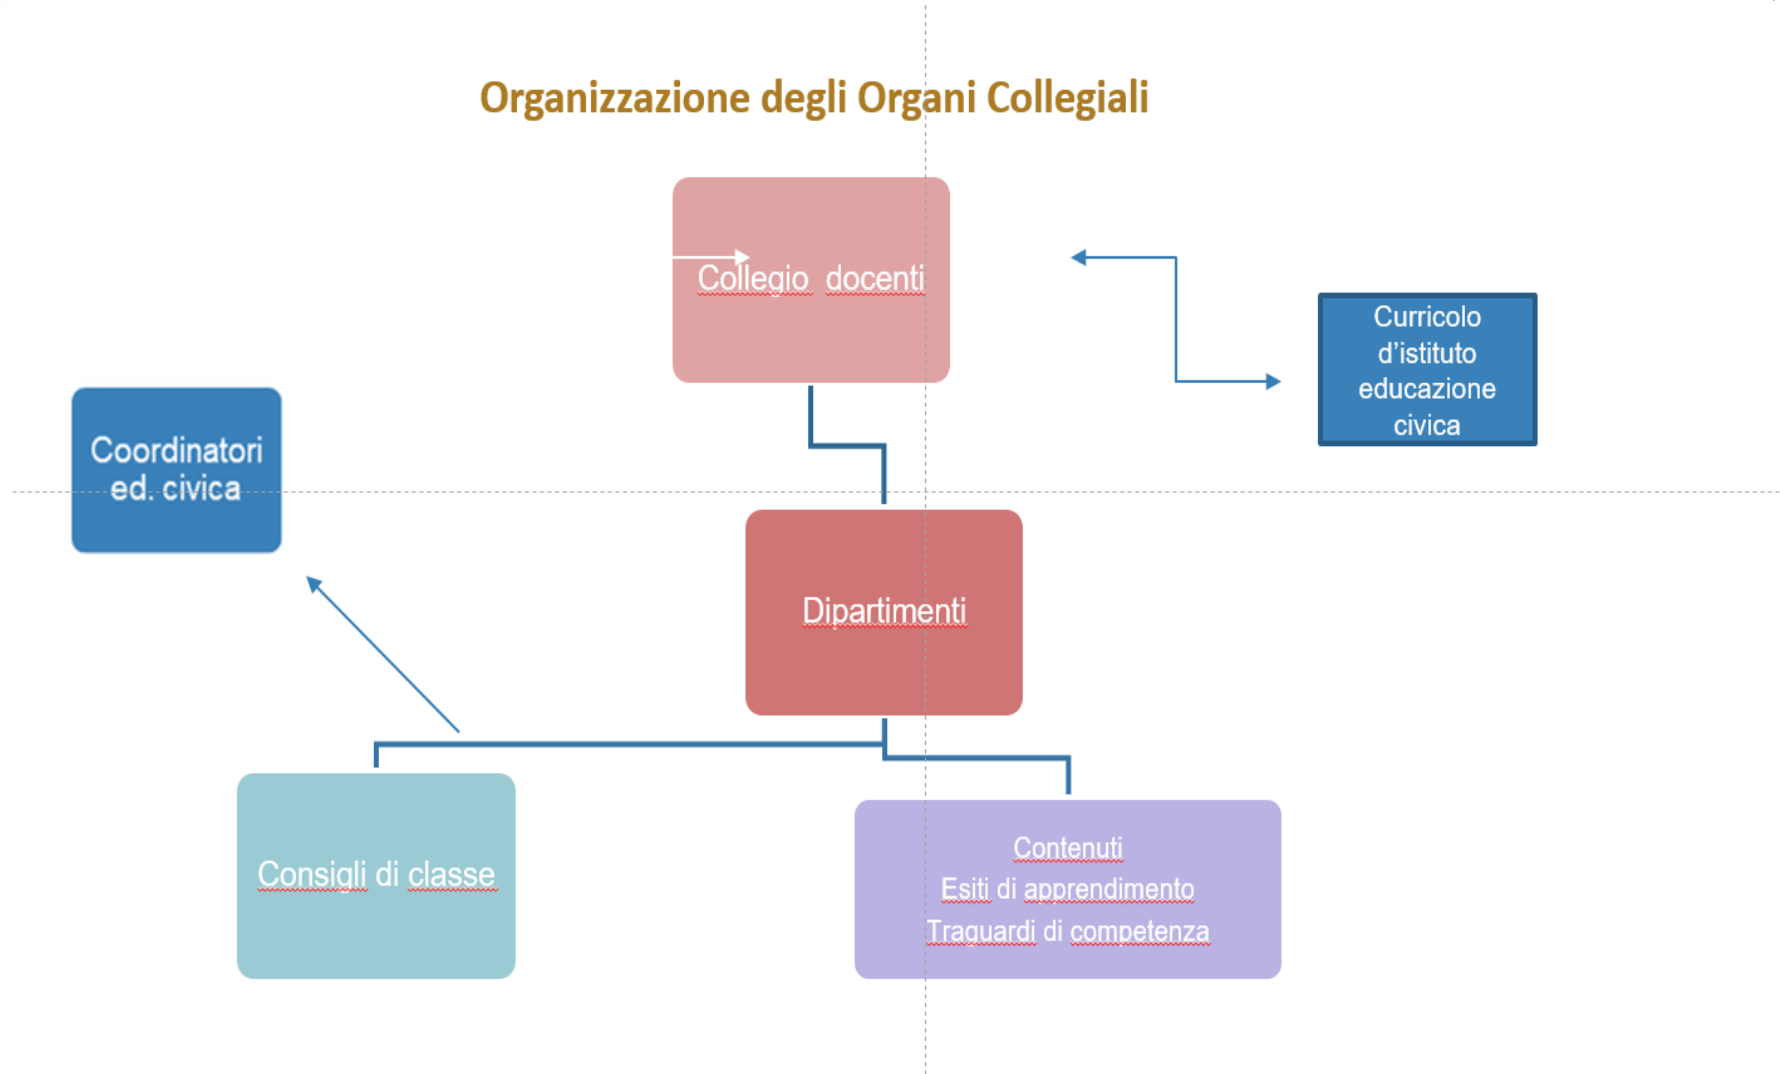 Organizzazione degli Organi Collegiali
Collegio docenti
Curricolo
d'istituto
educazione
civica
Coordinatori
ed. civica
Dipartimenti
Consigli di classe
Contenuti
Esiti di apprendimento
Traguardi di competenza